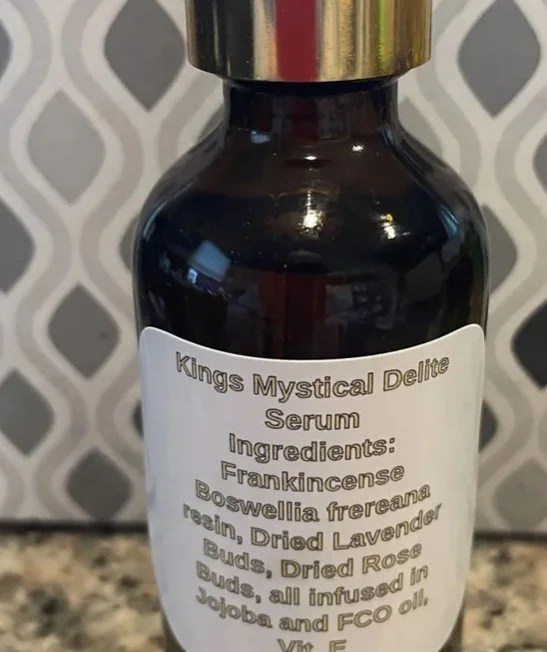 Kings Mystical Delite
Serum
Ingredients:
Frankincense
Boswellia frereana
resin, Dried Lavender
Buds, Dried Rose
Buds, all infused in
Jojoba and FCO oil,
Vit. E